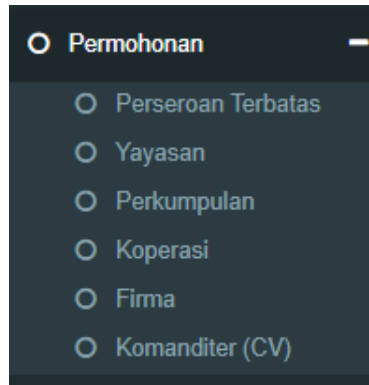 Permohonan
Perseroan Terbatas
Yayasan
Perkumpulan
Koperasi
Firma
Komanditer (CV)